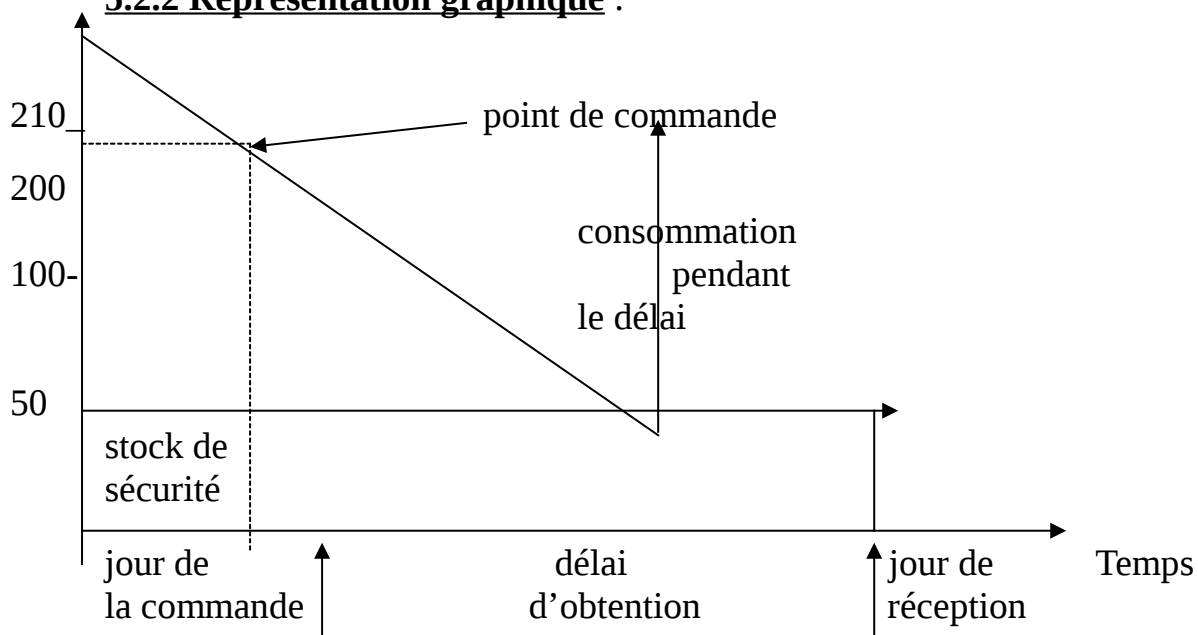 3.2.2 Représentation graphique :
210
point de commande
200
consommation
100-
pendant
le délai
50
stock de
sécurité
jour de
la commande
délai
d’obtention
jour de
réception
Temps